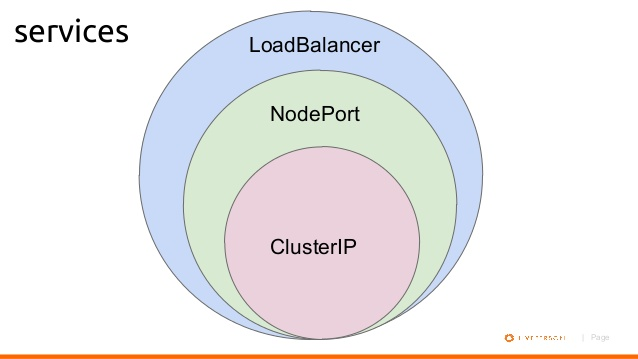 services
LoadBalancer
NodePort
ClusterIP
| Page